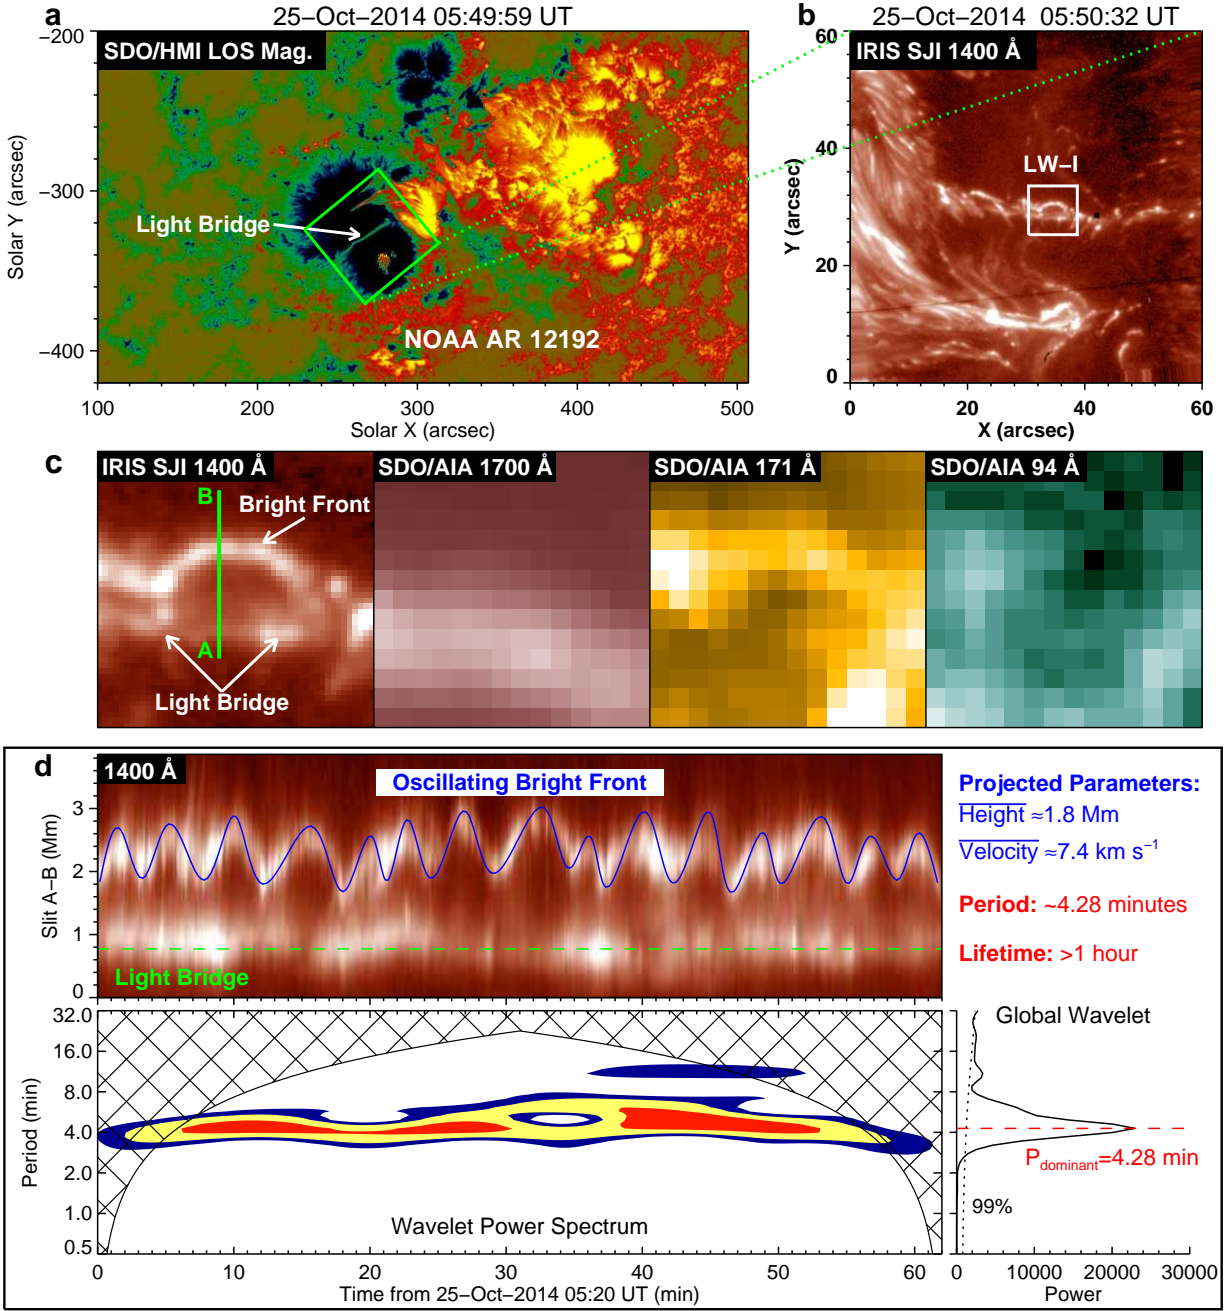 a
25–Oct–2014 05:49:59 UT
SDO/HMI LOS Mag.
Light Bridge
NOAA AR 12192
Solar Y (arcsec)
–200
–300
–400
100 200 300 400 500
Solar X (arcsec)
b
25–Oct–2014 05:50:32 UT
IRIS SJI 1400 Å
LW–I
Y (arcsec)
60
40
20
0
0 20 40 60
X (arcsec)
c
IRIS SJI 1400 Å
B
Bright Front
A
Light Bridge
SDO/AIA 1700 Å
SDO/AIA 171 Å
SDO/AIA 94 Å
d
1400 Å
Oscillating Bright Front
Light Bridge
Slit A–B (Mm)
3
2
1
0
Projected Parameters:
Height ≈1.8 Mm
Velocity ≈7.4 km s⁻¹
Period: ~4.28 minutes
Lifetime: >1 hour
Period (min)
32.0
16.0
8.0
4.0
2.0
1.0
0.5
Wavelet Power Spectrum
0 10 20 30 40 50 60
Time from 25–Oct–2014 05:20 UT (min)
Global Wavelet
P_dominant=4.28 min
99%
0 10000 20000 30000
Power